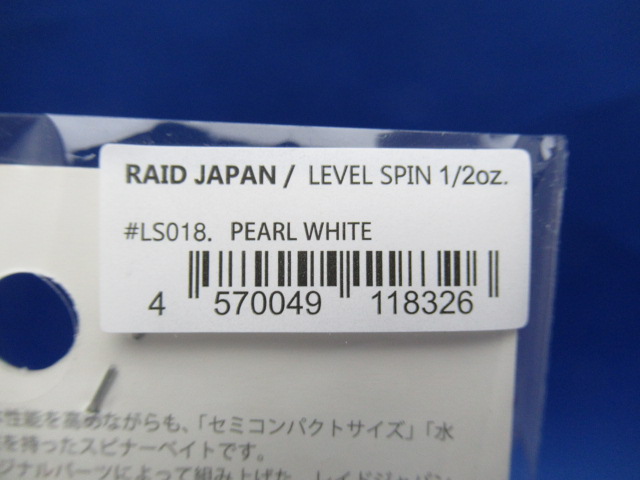 RAID JAPAN / LEVEL SPIN 1/2oz.
#LS018. PEARL WHITE
4 570049 118326
性能を高めながらも、「セミコンパクトサイズ」「水
を持ったスピナーベイトです。
ジナルパーツによって組み上げた、レイドジャパン